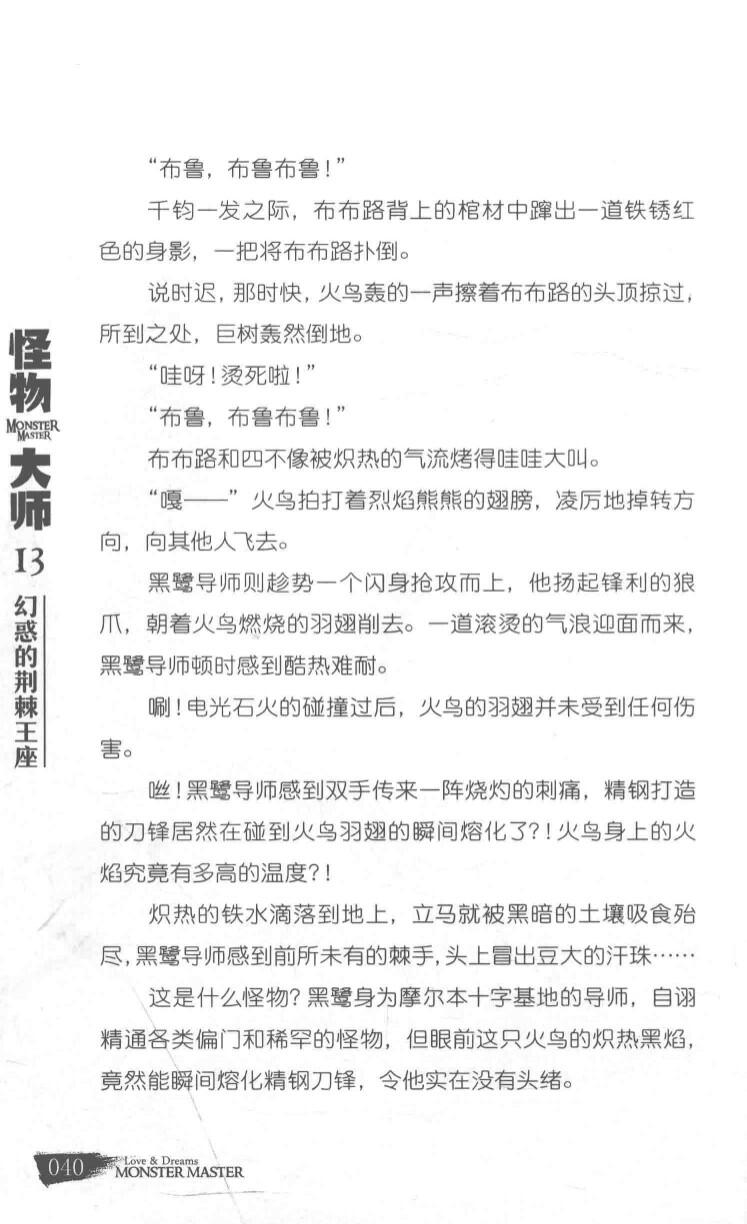 “布鲁，布鲁布鲁！”
千钧一发之际，布布路背上的棺材中蹿出一道铁锈红
色的身影，一把将布布路扑倒。
说时迟，那时快，火鸟轰的一声擦着布布路的头顶掠过，
所到之处，巨树轰然倒地。
“哇呀！烫死啦！”
“布鲁，布鲁布鲁！”
布布路和四不像被炽热的气流烤得哇哇大叫。
“嘎——”火鸟拍打着烈焰熊熊的翅膀，凌厉地掉转方
向，向其他人飞去。
黑鹭导师则趁势一个闪身抢攻而上，他扬起锋利的狼
爪，朝着火鸟燃烧的羽翅削去。一道滚烫的气浪迎面而来，
黑鹭导师顿时感到酷热难耐。
唰！电光石火的碰撞过后，火鸟的羽翅并未受到任何伤
害。
咝！黑鹭导师感到双手传来一阵烧灼的刺痛，精钢打造
的刀锋居然在碰到火鸟羽翅的瞬间熔化了？！火鸟身上的火
焰究竟有多高的温度？！
炽热的铁水滴落到地上，立马就被黑暗的土壤吸食殆
尽，黑鹭导师感到前所未有的棘手，头上冒出豆大的汗珠……
这是什么怪物？黑鹭身为摩尔本十字基地的导师，自诩
精通各类偏门和稀罕的怪物，但眼前这只火鸟的炽热黑焰，
竟然能瞬间熔化精钢刀锋，令他实在没有头绪。
怪物
MONSTER
MASTER
大师
13
幻惑的荆棘王座
040
Love & Dreams
MONSTER MASTER